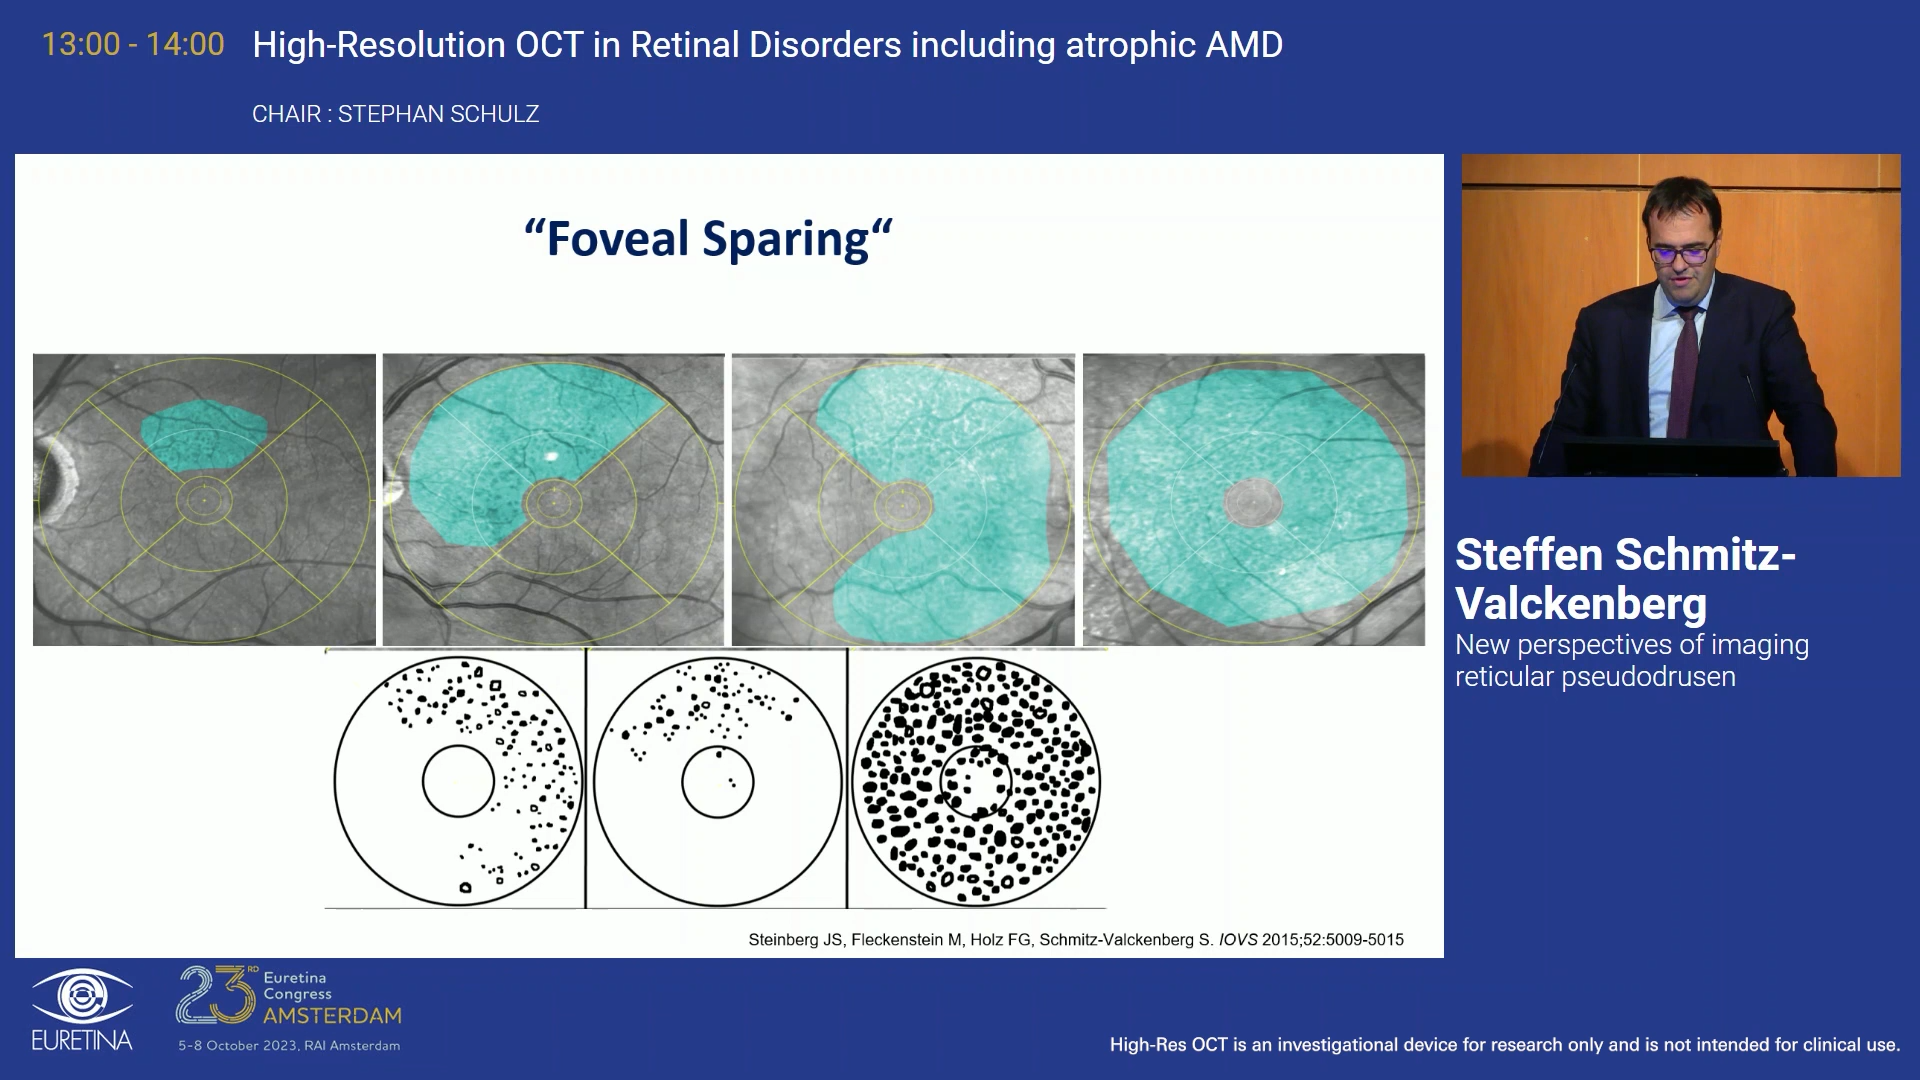 13:00 - 14:00 High-Resolution OCT in Retinal Disorders including atrophic AMD
CHAIR : STEPHAN SCHULZ
“Foveal Sparing“
Steinberg JS, Fleckenstein M, Holz FG, Schmitz-Valckenberg S. IOVS 2015;52:5009-5015
Steffen Schmitz-
Valckenberg
New perspectives of imaging
reticular pseudodrusen
EURETINA
23RD
Euretina
Congress
AMSTERDAM
5-8 October 2023, RAI Amsterdam
High-Res OCT is an investigational device for research only and is not intended for clinical use.